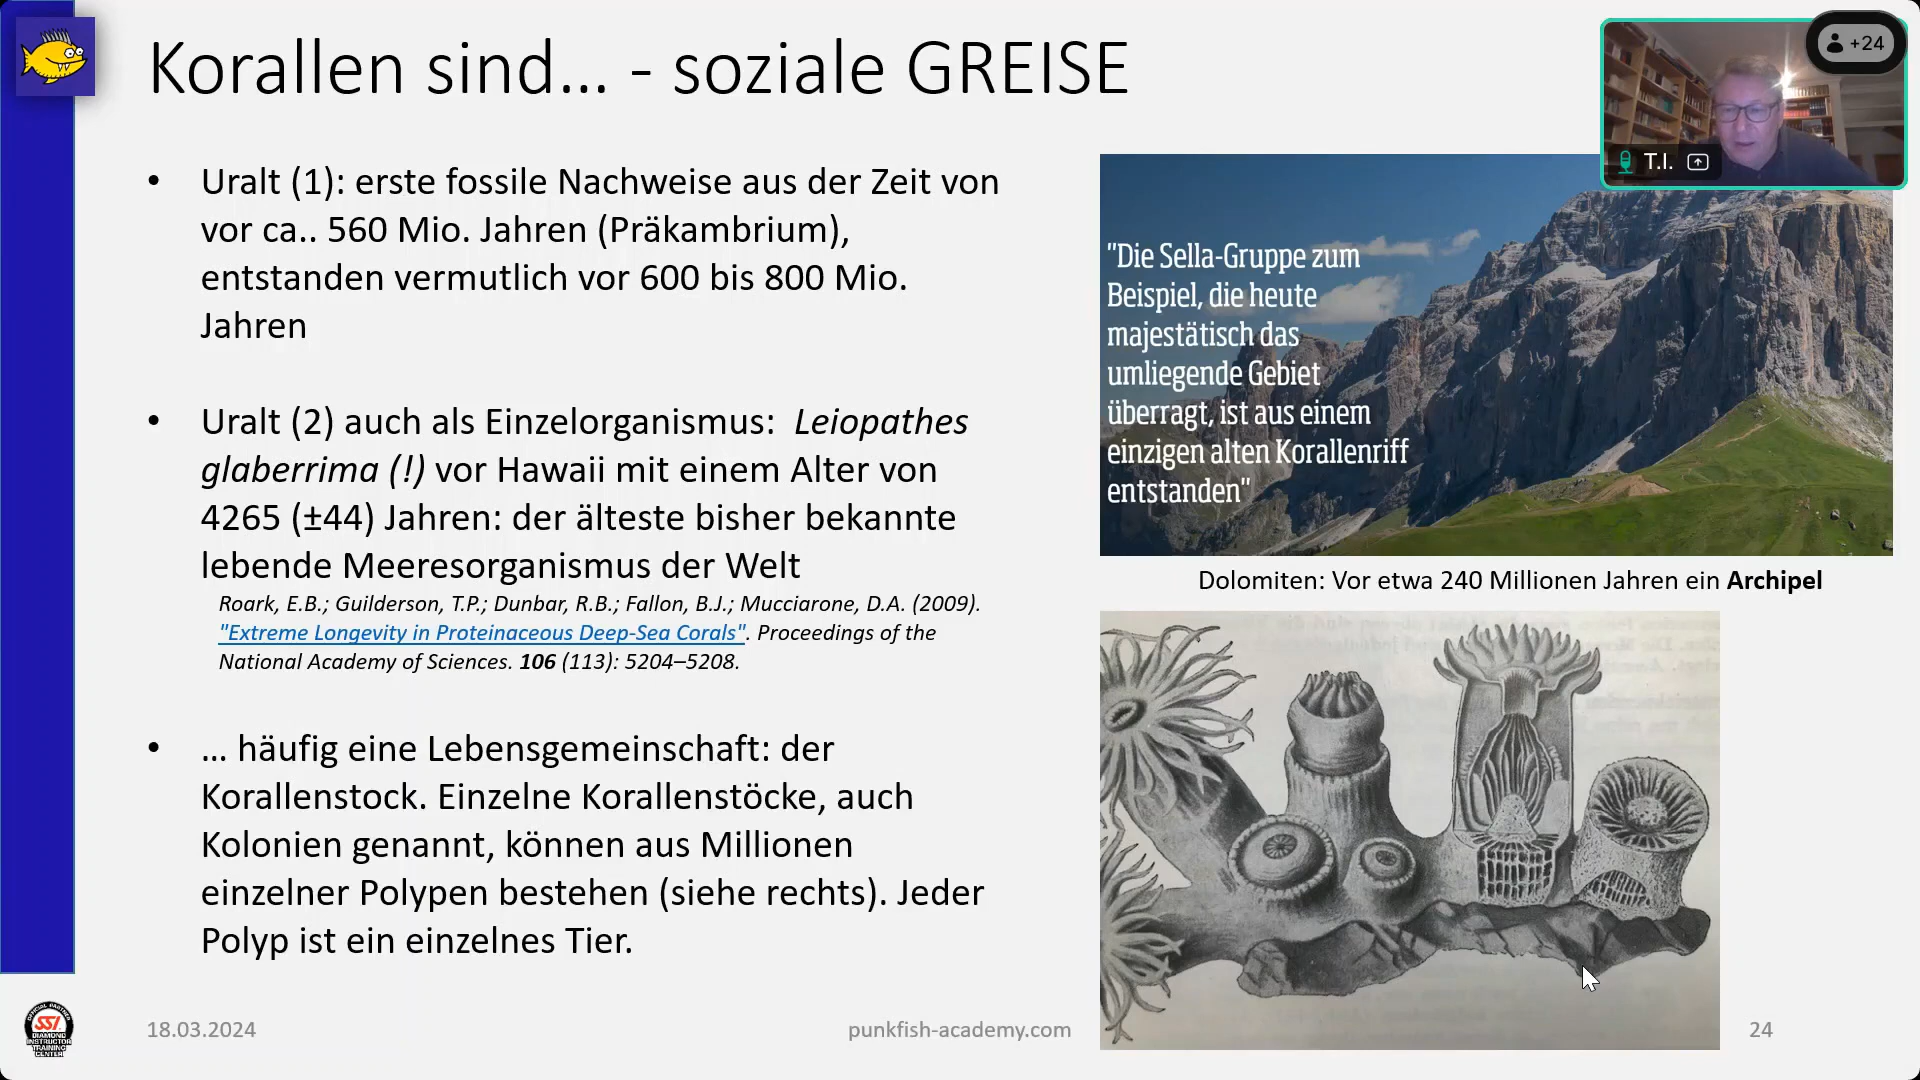 Korallen sind... - soziale GREISE
+24
T.I.
• Uralt (1): erste fossile Nachweise aus der Zeit von
vor ca.. 560 Mio. Jahren (Präkambrium),
entstanden vermutlich vor 600 bis 800 Mio.
Jahren
• Uralt (2) auch als Einzelorganismus: Leiopathes
glaberrima (!) vor Hawaii mit einem Alter von
4265 (±44) Jahren: der älteste bisher bekannte
lebende Meeresorganismus der Welt
Roark, E.B.; Guilderson, T.P.; Dunbar, R.B.; Fallon, B.J.; Mucciarone, D.A. (2009).
"Extreme Longevity in Proteinaceous Deep-Sea Corals". Proceedings of the
National Academy of Sciences. 106 (113): 5204–5208.
• ... häufig eine Lebensgemeinschaft: der
Korallenstock. Einzelne Korallenstöcke, auch
Kolonien genannt, können aus Millionen
einzelner Polypen bestehen (siehe rechts). Jeder
Polyp ist ein einzelnes Tier.
"Die Sella-Gruppe zum
Beispiel, die heute
majestätisch das
umliegende Gebiet
überragt, ist aus einem
einzigen alten Korallenriff
entstanden"
Dolomiten: Vor etwa 240 Millionen Jahren ein Archipel
SSI
DIAMOND
INSTRUCTOR
TRAINING
CENTER
18.03.2024
punkfish-academy.com
24